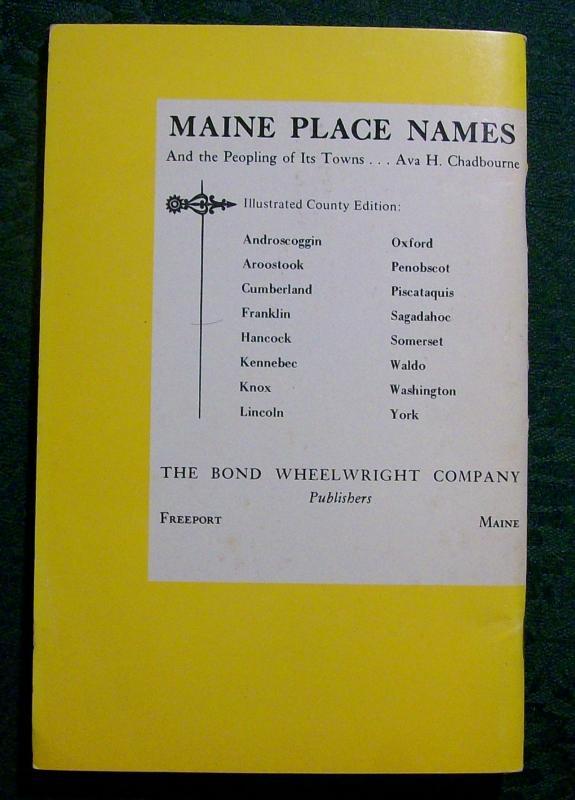 MAINE PLACE NAMES
And the Peopling of Its Towns . . . Ava H. Chadbourne
Illustrated County Edition:
Androscoggin
Aroostook
Cumberland
Franklin
Hancock
Kennebec
Knox
Lincoln
Oxford
Penobscot
Piscataquis
Sagadahoc
Somerset
Waldo
Washington
York
THE BOND WHEELWRIGHT COMPANY
Publishers
FREEPORT MAINE